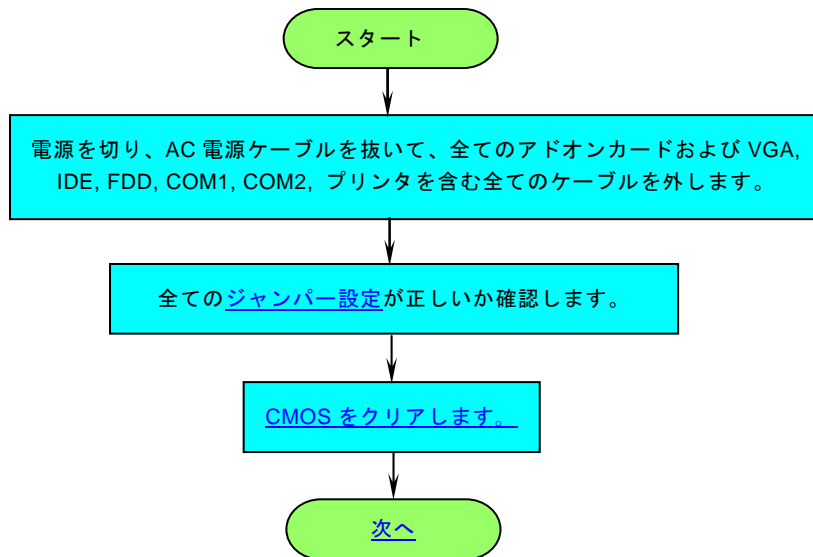 スタート
電源を切り、AC 電源ケーブルを抜いて、全てのアドオンカードおよび VGA,
IDE, FDD, COM1, COM2, プリンタを含む全てのケーブルを外します。
全てのジャンパー設定が正しいか確認します。
CMOS をクリアします。
次へ